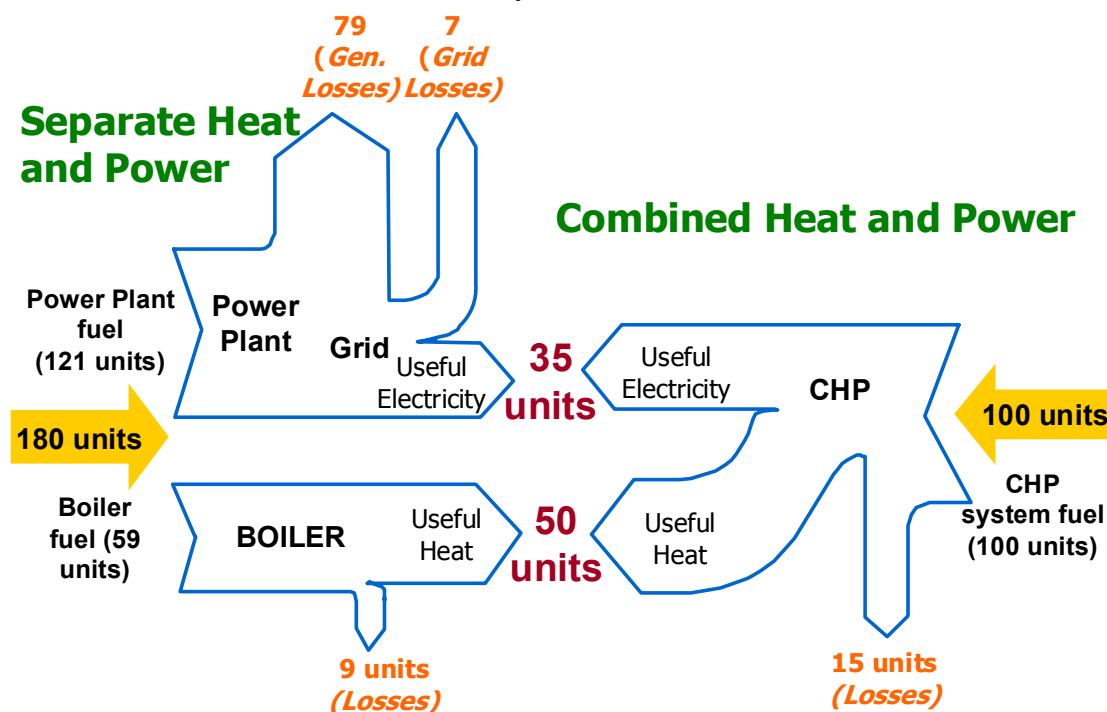 79
(Gen.
Losses)
7
(Grid
Losses)
Separate Heat
and Power
Combined Heat and Power
Power Plant
fuel
(121 units)
Power
Plant
Grid
Useful
Electricity
35
units
Useful
Electricity
CHP
180 units
100 units
Boiler
fuel (59
units)
BOILER
Useful
Heat
50
units
Useful
Heat
CHP
system fuel
(100 units)
9 units
(Losses)
15 units
(Losses)